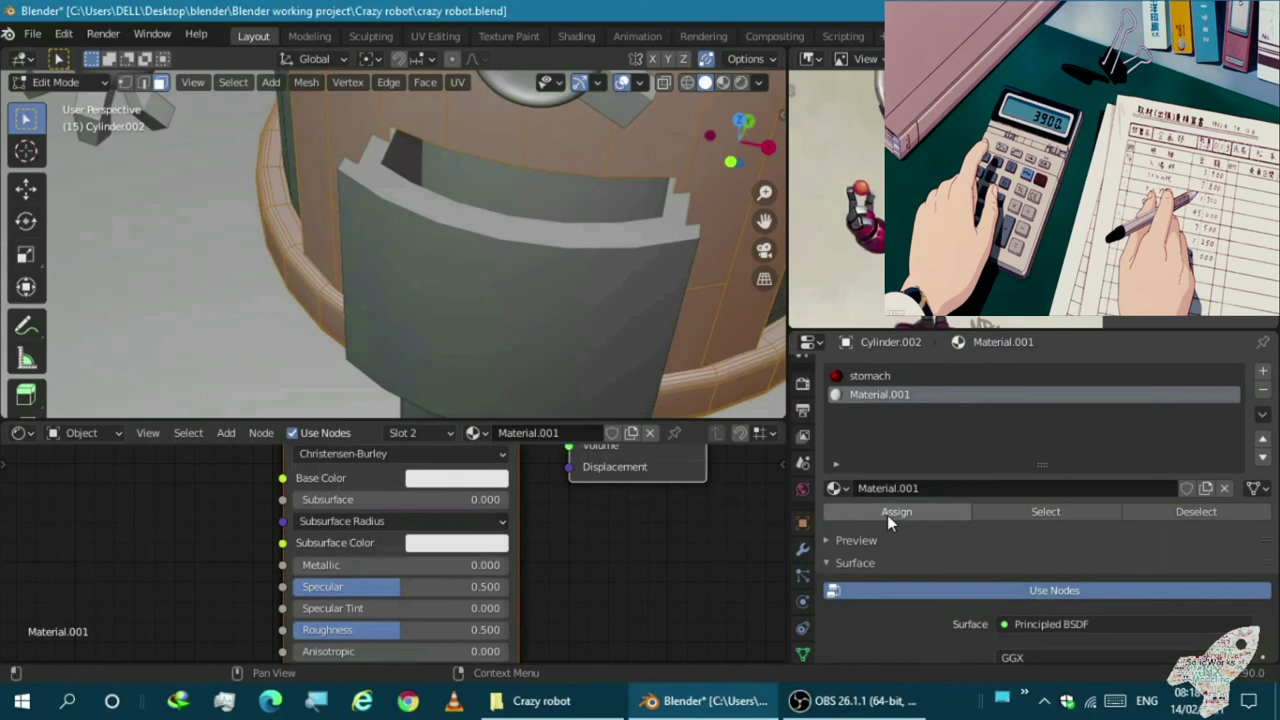 Blender* [C:\Users\DELL\Desktop\blender\Blender working project\Crazy robot\crazy robot.blend]
File Edit Render Window Help Layout Modeling Sculpting UV Editing Texture Paint Shading Animation Rendering Compositing Scripting
Global X Y Z Options View
Edit Mode View Select Add Mesh Vertex Edge Face UV
User Perspective
(15) Cylinder.002
3900.
Cylinder.002 Material.001
stomach
Material.001
Object View Select Add Node Use Nodes Slot 2 Material.001
Volume
Displacement
Christensen-Burley
Base Color
Subsurface 0.000
Subsurface Radius
Subsurface Color
Metallic 0.000
Specular 0.500
Specular Tint 0.000
Roughness 0.500
Anisotropic 0.000
Material.001
Material.001
Assign Select Deselect
Preview
Surface
Use Nodes
Surface Principled BSDF
GGX
SolidWorks
NX
Pan View Context Menu
Crazy robot Blender* [C:\Users\... OBS 26.1.1 (64-bit, ... ENG
08:18
14/02/